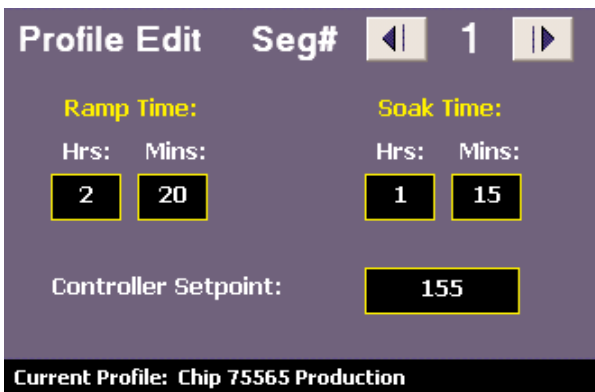 Profile Edit Seg# 1
Ramp Time: Soak Time:
Hrs: Mins: Hrs: Mins:
2 20 1 15
Controller Setpoint: 155
Current Profile: Chip 75565 Production